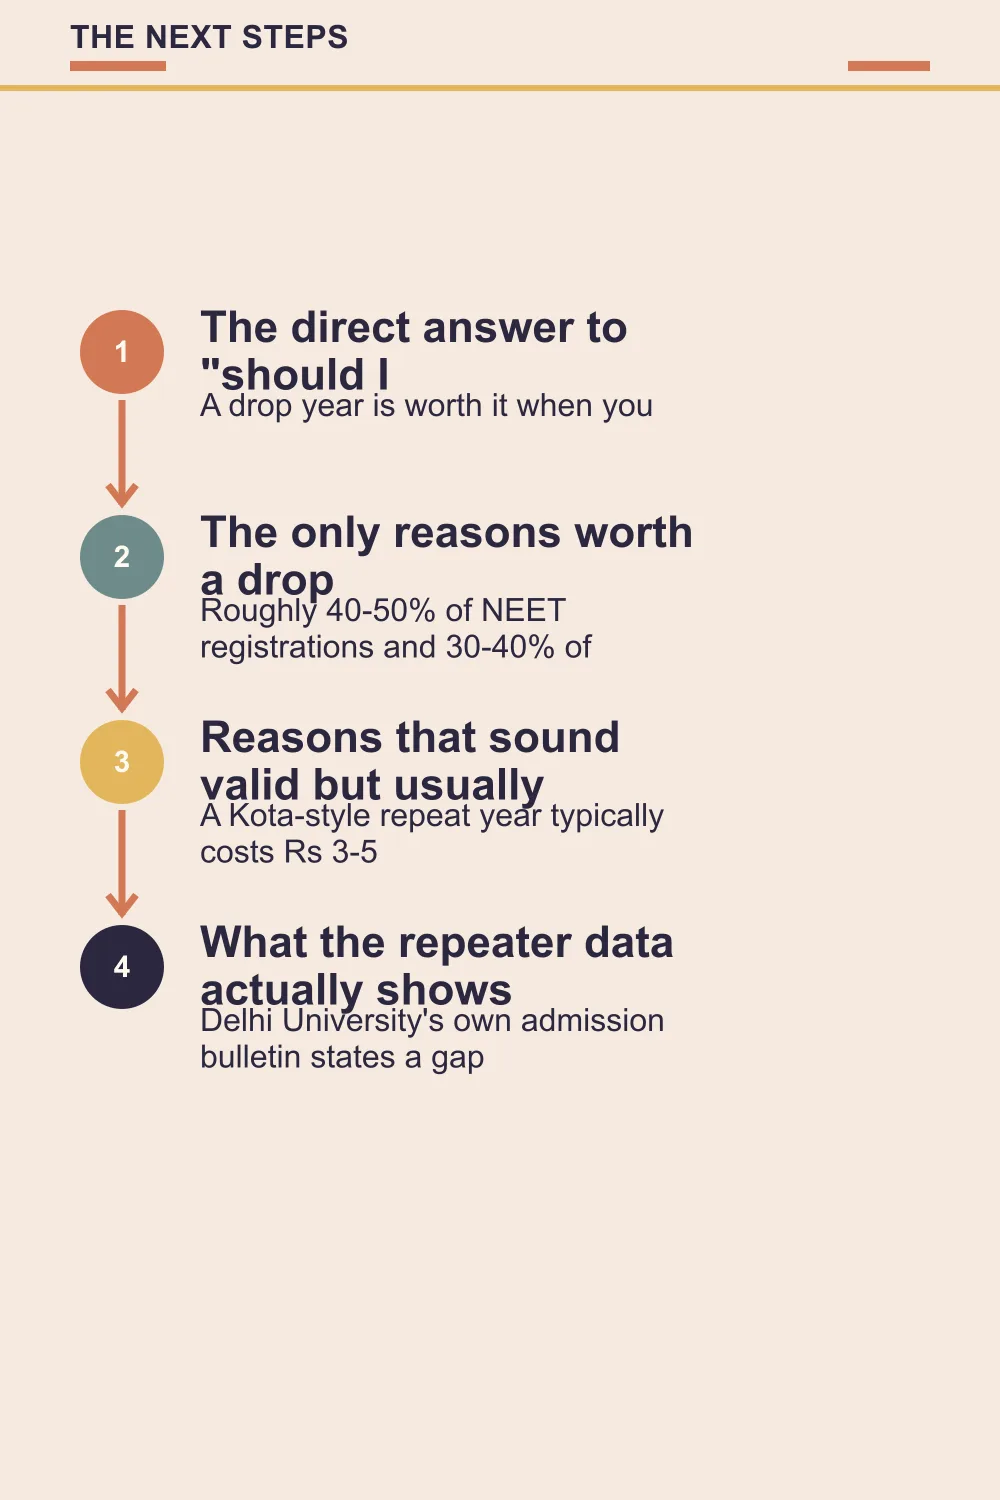 THE NEXT STEPS
1
The direct answer to
"should I
A drop year is worth it when you
2
The only reasons worth
a drop
Roughly 40-50% of NEET
registrations and 30-40% of
3
Reasons that sound
valid but usually
A Kota-style repeat year typically
costs Rs 3-5
4
What the repeater data
actually shows
Delhi University's own admission
bulletin states a gap